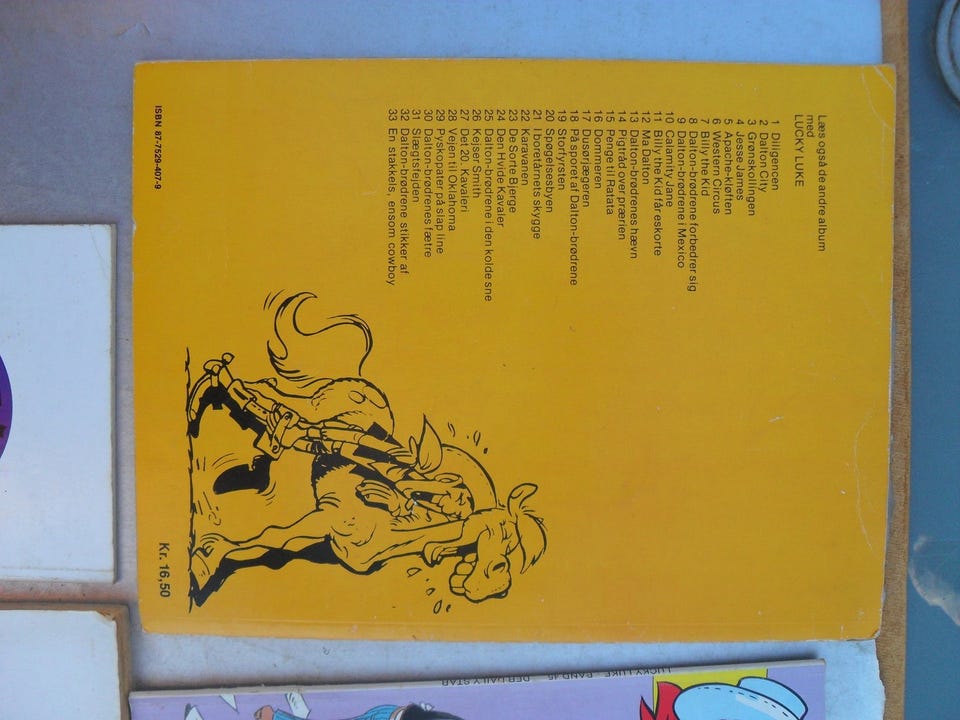 Læs også de andre album
med
LUCKY LUKE
1 Diligencen
2 Dalton City
3 Grønskollingen
4 Jesse James
5 Apache-kløften
6 Western Circus
7 Billy the Kid
8 Dalton-brødrene forbedrer sig
9 Dalton-brødrene i Mexico
10 Calamity Jane
11 Billy the Kid får eskorte
12 Ma Dalton
13 Dalton-brødrenes hævn
14 Pigtråd over prærien
15 Penge til Ratata
16 Dommeren
17 Dusørjægeren
18 På sporet af Dalton-brødrene
19 Storfyrsten
20 Spøgelsesbyen
21 I boretårnets skygge
22 Karavanen
23 De Sorte Bjerge
24 Den Hvide Kavaler
25 Dalton-brødrene i den kolde sne
26 Kejser Smith
27 Det 20. Kavaleri
28 Vejen til Oklahoma
29 Pyskopater på slap line
30 Dalton-brødrenes fætre
31 Slægtsfejden
32 Dalton-brødrene stikker af
33 En stakkels, ensom cowboy
ISBN 87-7529-407-9
Kr. 16,50
LUCKY LUKE BAND 45 DER DAILY STAR